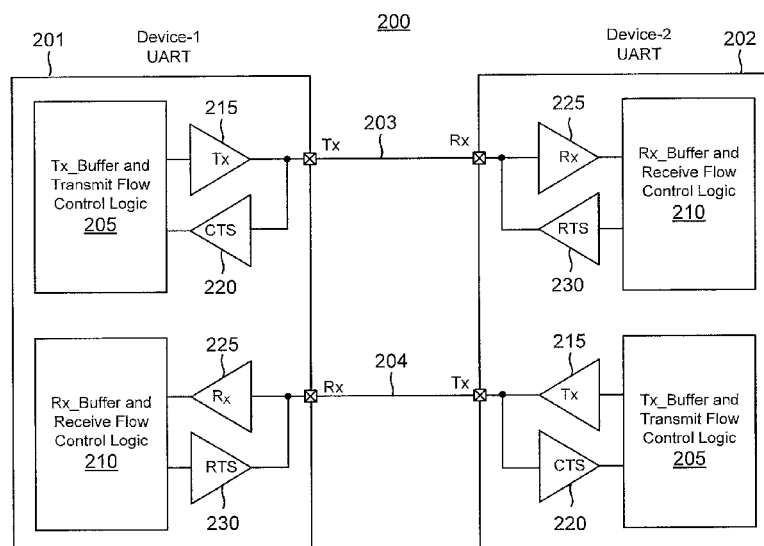 200
201
Device-1
UART
Device-2
UART
202
Tx_Buffer and
Transmit Flow
Control Logic
205
215
Tx
CTS
220
Tx
203
Rx
225
Rx
RTS
230
Rx_Buffer and
Receive Flow
Control Logic
210
Rx_Buffer and
Receive Flow
Control Logic
210
225
Rx
RTS
230
Rx
204
Tx
215
Tx
CTS
220
Tx_Buffer and
Transmit Flow
Control Logic
205